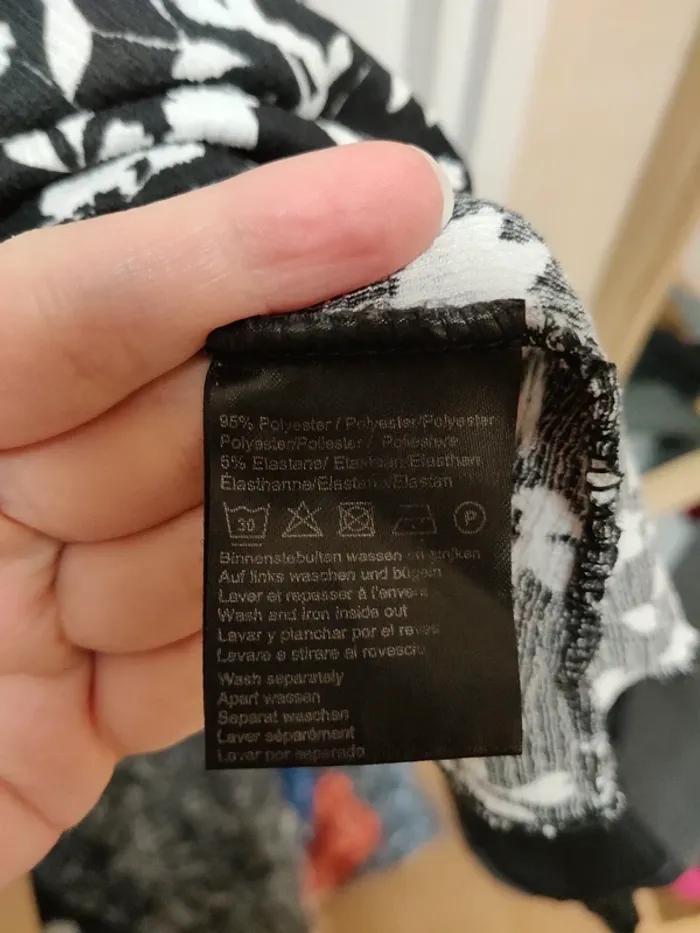 95% Polyester / Polyester/Polyester
Polyester/Poliester / Poliestere
5% Elastane/ Elastaan/Elasthan
Élasthanne/Elastano/Elastan
30 P
Binnenstebuiten wassen en strijken
Auf links waschen und bügeln
Laver et repasser à l'envers
Wash and iron inside out
Lavar y planchar por el revés
Lavare e stirare al rovescio
Wash separately
Apart wassen
Separat waschen
Laver séparément
Lavar por separado